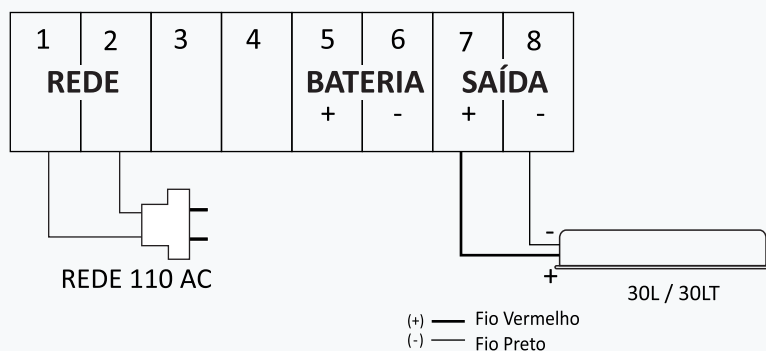 1 2 3 4 5 6 7 8
REDE BATERIA SAÍDA
+ - + -
-
+
REDE 110 AC
30L / 30LT
(+) Fio Vermelho
(-) Fio Preto